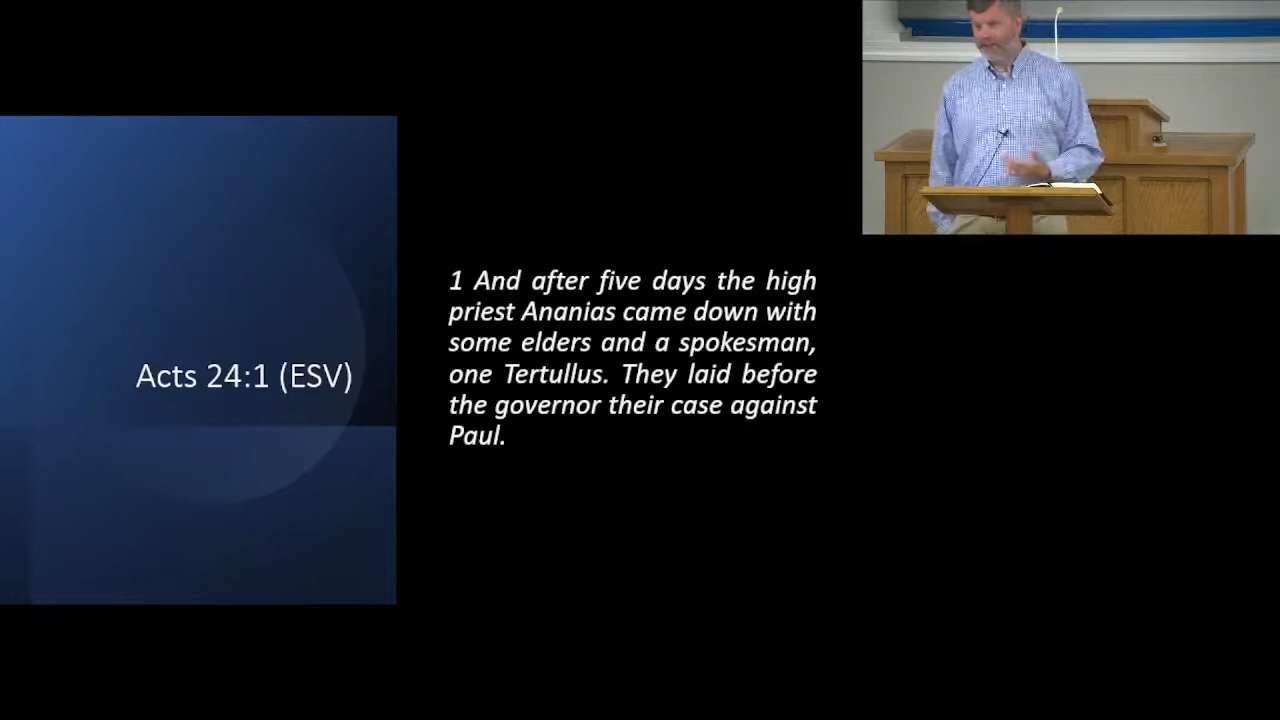 Acts 24:1 (ESV)
1 And after five days the high
priest Ananias came down with
some elders and a spokesman,
one Tertullus. They laid before
the governor their case against
Paul.